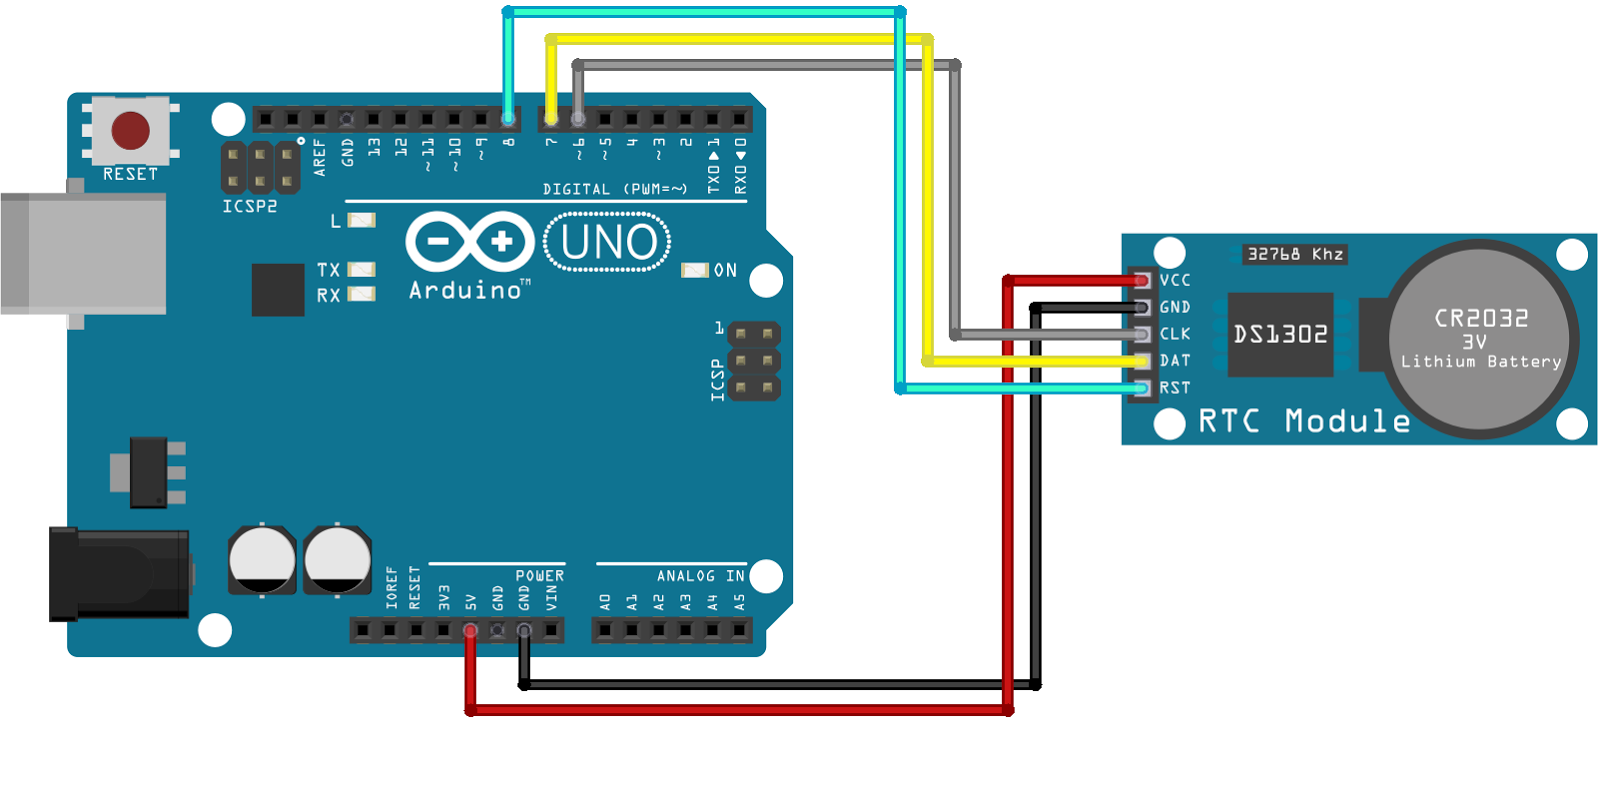 RESET
ICSP2
AREF
GND
13
12
~11
~10
~9
8
7
~6
~5
4
~3
2
TX0▶1
RX0◀0
DIGITAL (PWM=~)
L
TX
RX
UNO
Arduino™
ON
1
ICSP
POWER
ANALOG IN
IOREF
RESET
3V3
5V
GND
GND
VIN
A0
A1
A2
A3
A4
A5
32768 Khz
VCC
GND
CLK
DAT
RST
DS1302
CR2032
3V
Lithium Battery
RTC Module